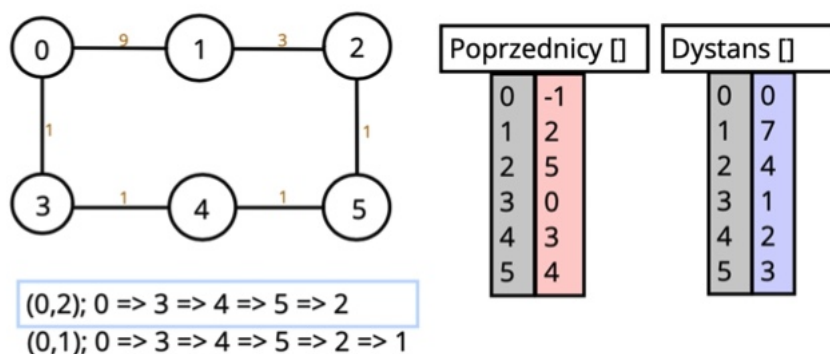 0 9 1 3 2
1 1
3 1 4 1 5
Poprzednicy []
0 -1
1 2
2 5
3 0
4 3
5 4
Dystans []
0 0
1 7
2 4
3 1
4 2
5 3
(0,2); 0 => 3 => 4 => 5 => 2
(0,1); 0 => 3 => 4 => 5 => 2 => 1